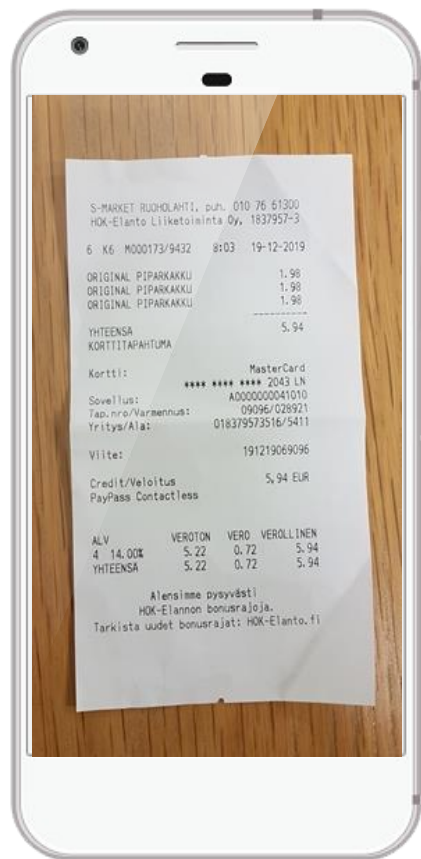 S-MARKET RUOHOLAHTI, puh. 010 76 61300
HOK-Elanto Liiketoiminta Oy, 1837957-3
6 K6 M000173/9432 8:03 19-12-2019
ORIGINAL PIPARKAKKU 1.98
ORIGINAL PIPARKAKKU 1.98
ORIGINAL PIPARKAKKU 1.98
----------
YHTEENSÄ 5.94
KORTTITAPAHTUMA
Kortti: MasterCard
**** **** **** 2043 LN
Sovellus: A0000000041010
Tap.nro/Varmennus: 09096/028921
Yritys/Ala: 018379573516/5411
Viite: 191219069096
Credit/Veloitus 5,94 EUR
PayPass Contactless
ALV VEROTON VERO VEROLLINEN
4 14.00% 5.22 0.72 5.94
YHTEENSÄ 5.22 0.72 5.94
Alensimme pysyvästi
HOK-Elannon bonusrajoja.
Tarkista uudet bonusrajat: HOK-Elanto.fi